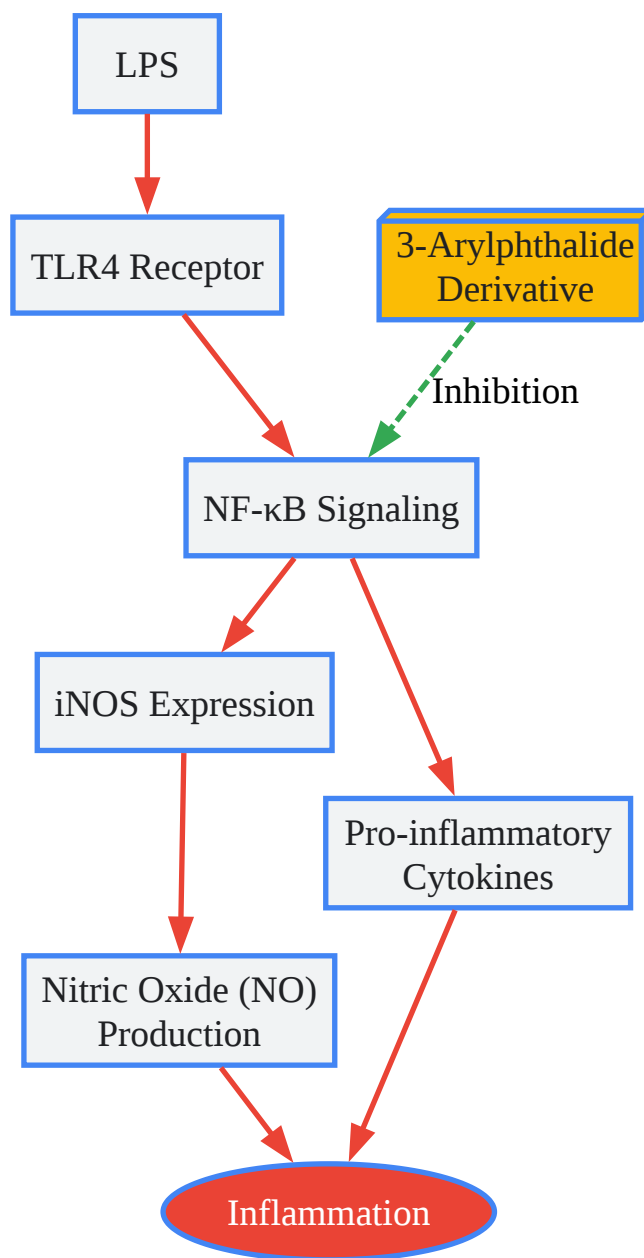 LPS
TLR4 Receptor
3-Arylphthalide
Derivative
Inhibition
NF-κB Signaling
iNOS Expression
Pro-inflammatory
Cytokines
Nitric Oxide (NO)
Production
Inflammation